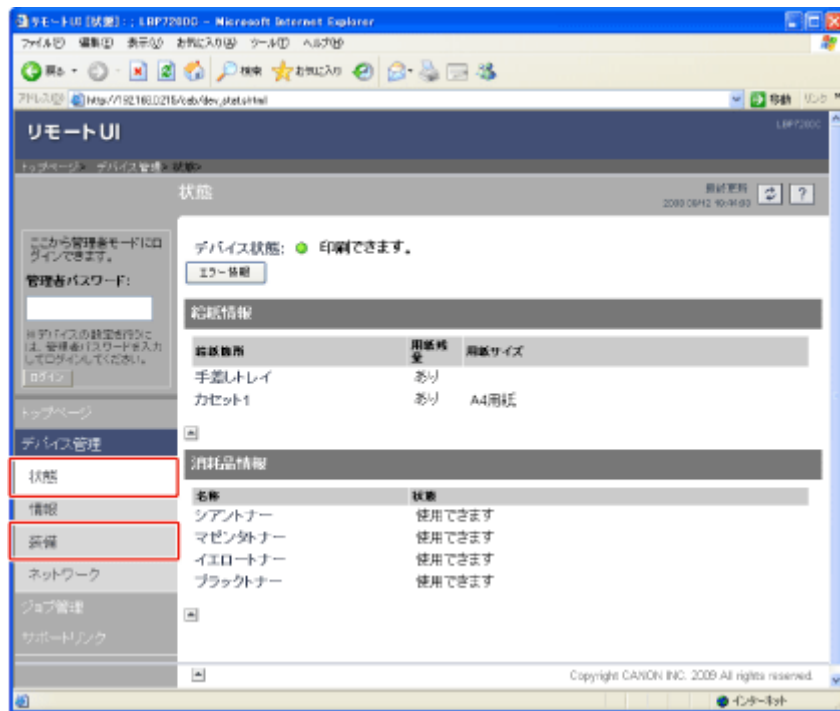 リモートUI [状態] : ; LBP7200C - Microsoft Internet Explorer
ファイル(F) 編集(E) 表示(V) お気に入り(A) ツール(T) ヘルプ(H)
戻る 検索 お気に入り
アドレス(D) 移動 リンク
リモートUI
LBP7200C
トップページ> デバイス管理> 状態>
状態
最終更新
ここから管理者モードにログインできます。
管理者パスワード:
※デバイスの設定を行うには、管理者パスワードを入力してログインしてください。
ログイン
トップページ
デバイス管理
状態
情報
装備
ネットワーク
ジョブ管理
サポートリンク
デバイス状態: 印刷できます。
エラー情報
給紙情報
給紙箇所 用紙残量 用紙サイズ
手差しトレイ あり
カセット1 あり A4用紙
消耗品情報
名称 状態
シアントナー 使用できます
マゼンタトナー 使用できます
イエロートナー 使用できます
ブラックトナー 使用できます
Copyright CANON INC. 2009 All rights reserved.
インターネット